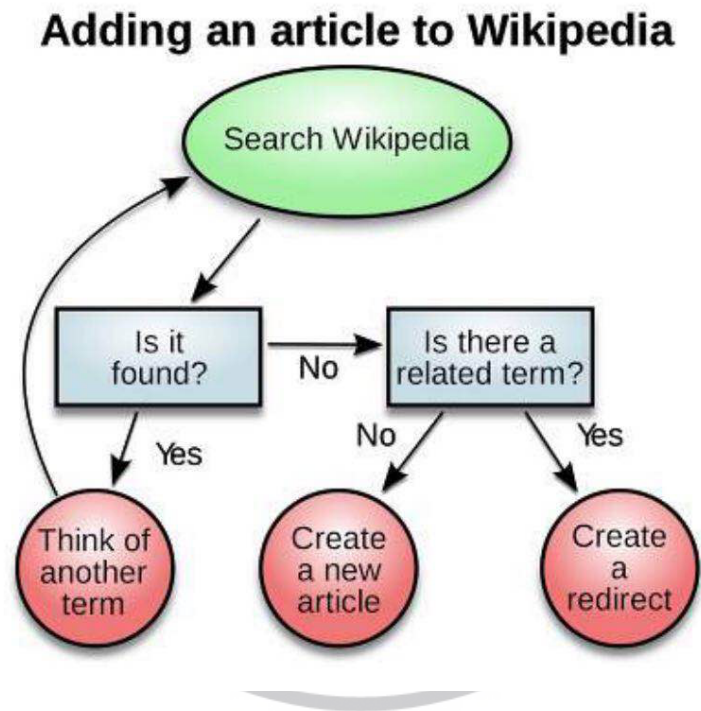 Adding an article to Wikipedia
Search Wikipedia
Is it
found?
No
Is there a
related term?
Yes
No
Yes
Think of
another
term
Create
a new
article
Create
a
redirect